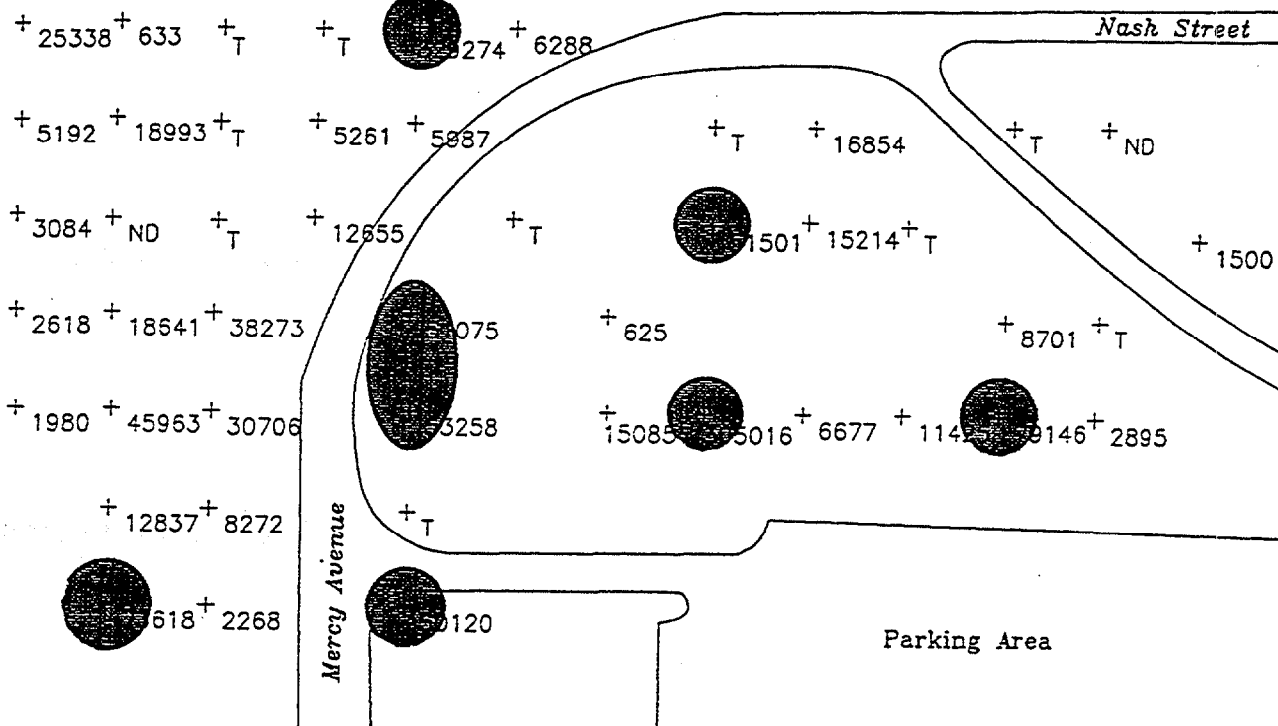 25338 633 T T 6288
Nash Street
5192 18993 T 5261 5987 T 16854 T ND
3084 ND T 12655 T 1501 15214 T 1500
2618 18641 38273 075 625 8701 T
1980 45963 30706 3258 15085 5016 6677 9146 2895
12837 8272 T
618 2268 0120
Mercy Avenue
Parking Area